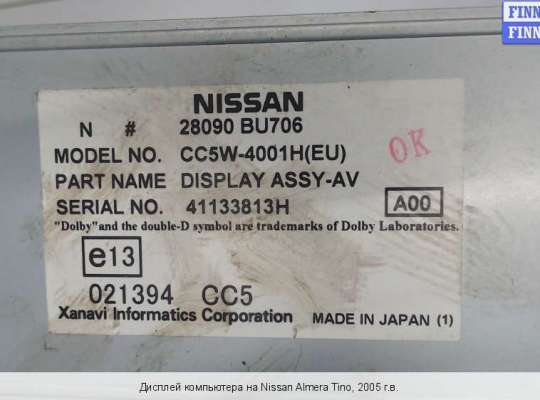 FINN
FINN
NISSAN
N # 28090 BU706
MODEL NO. CC5W-4001H(EU)
OK
PART NAME DISPLAY ASSY-AV
SERIAL NO. 41133813H A00
"Dolby"and the double-D symbol are trademarks of Dolby Laboratories.
e13
021394 CC5
Xanavi Informatics Corporation MADE IN JAPAN (1)
Дисплей компьютера на Nissan Almera Tino, 2005 г.в.